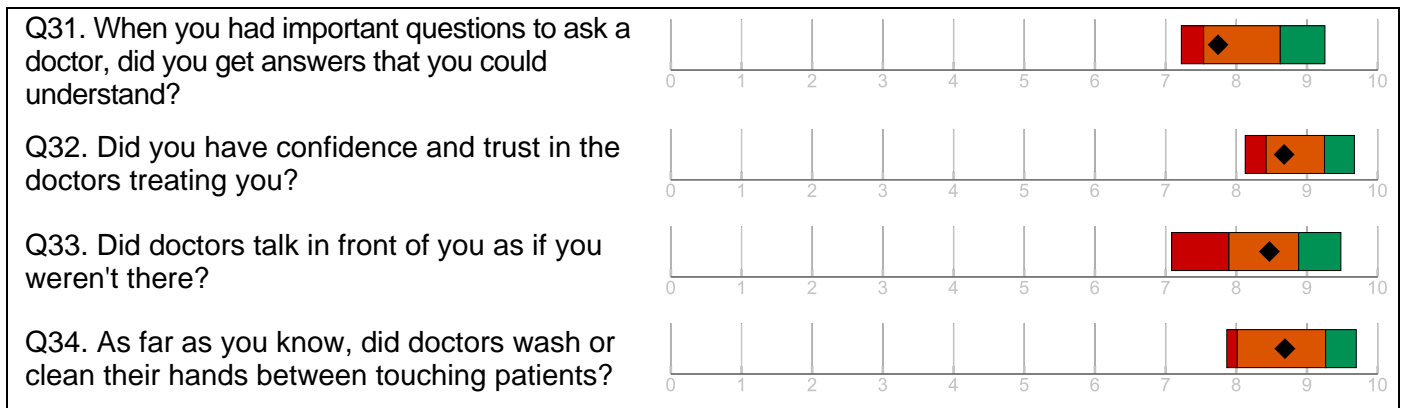 Q31. When you had important questions to ask a
doctor, did you get answers that you could
understand?
0 1 2 3 4 5 6 7 8 9 10
Q32. Did you have confidence and trust in the
doctors treating you?
0 1 2 3 4 5 6 7 8 9 10
Q33. Did doctors talk in front of you as if you
weren't there?
0 1 2 3 4 5 6 7 8 9 10
Q34. As far as you know, did doctors wash or
clean their hands between touching patients?
0 1 2 3 4 5 6 7 8 9 10